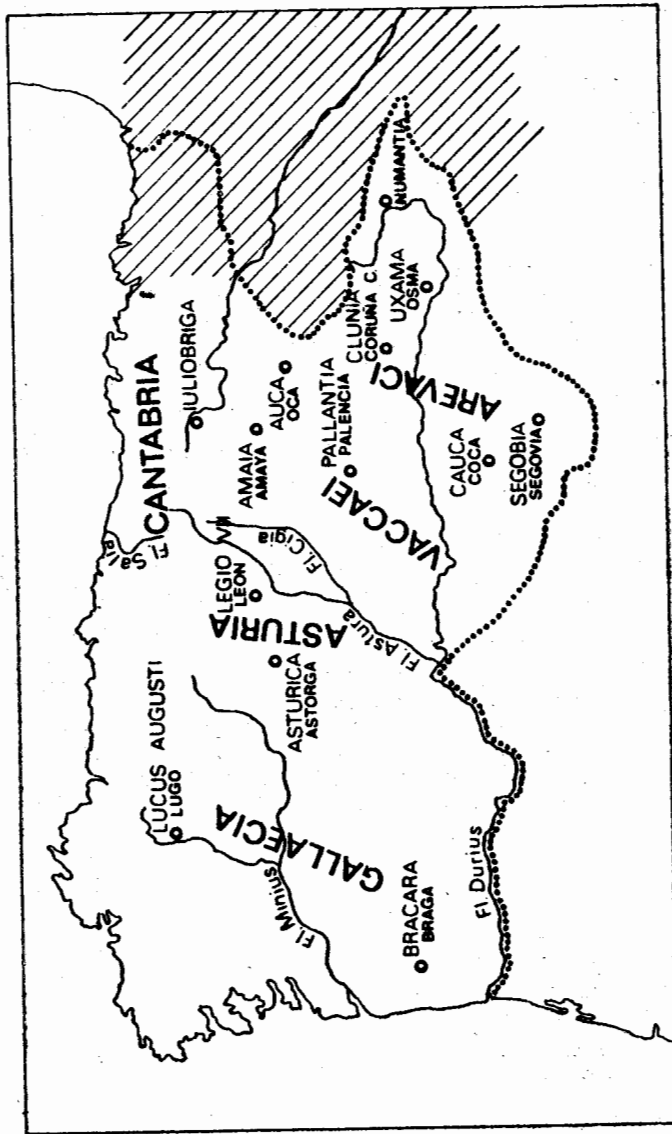 CANTABRIA
Fl. Salia
IULIOBRIGA
LUCUS AUGUSTI
LUGO
LEGIO VII
LEON
AMAIA
AMAYA
AUCA
OCA
Fl. Cigia
ASTURIA
ASTURICA
ASTORGA
GALLAECIA
Fl. Minius
PALLANTIA
PALENCIA
CLUNIA
CORUÑA C.
NUMANTIA
VACCAEI
Fl. Astura
AREVACI
UXAMA
OSMA
BRACARA
BRAGA
CAUCA
COCA
Fl. Durius
SEGOBIA
SEGOVIA